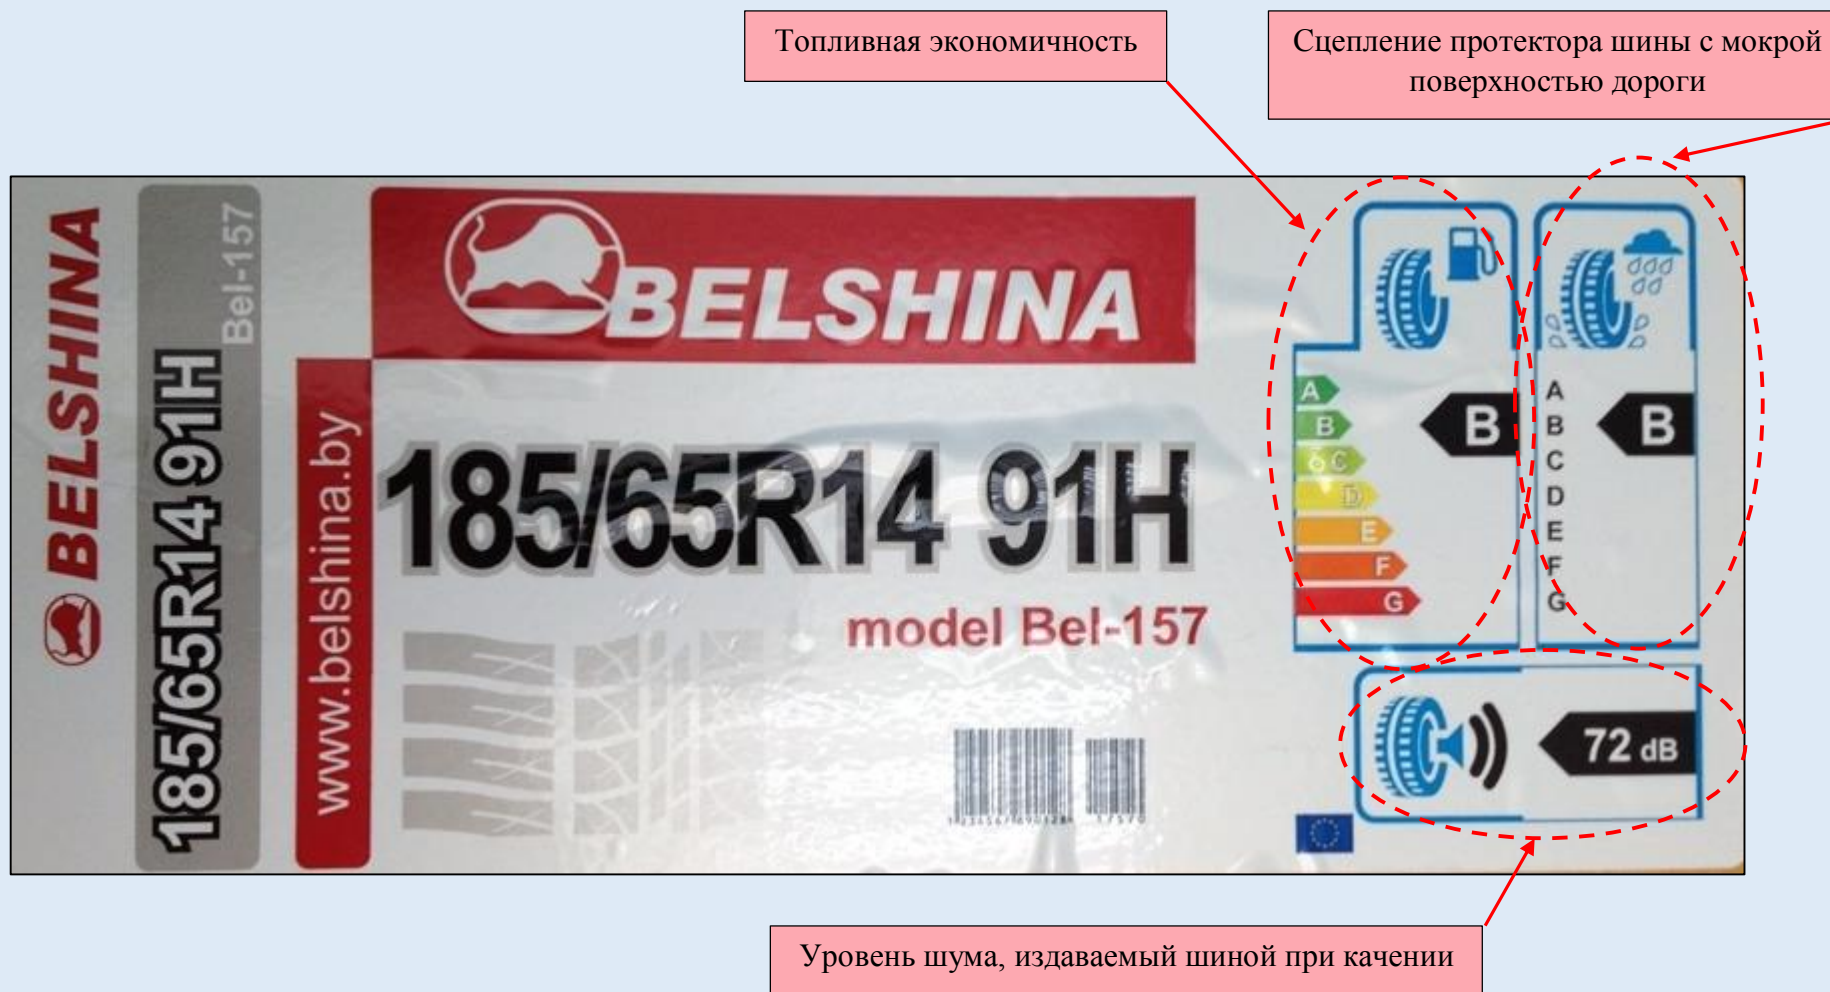 Топливная экономичность
Сцепление протектора шины с мокрой
поверхностью дороги
BELSHINA
185/65R14 91H
Bel-157
www.belshina.by
BELSHINA
185/65R14 91H
model Bel-157
A
B
C
D
E
F
G
B
A
B
C
D
E
F
G
B
72 dB
Уровень шума, издаваемый шиной при качении